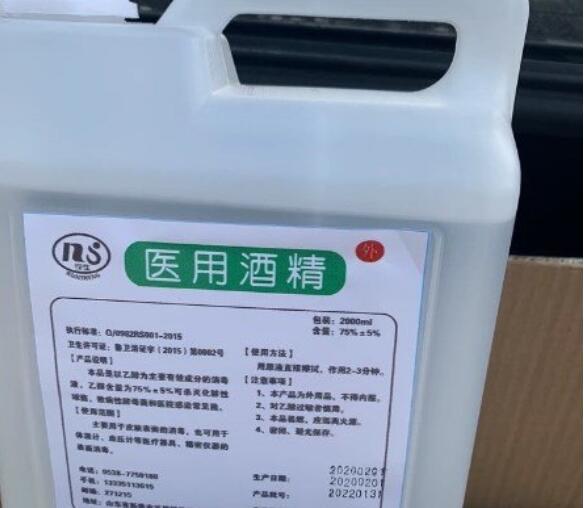 ns
医用酒精
外
包装：2000ml
执行标准：Q/0982RS001-2015
含量：75%±5%
卫生许可证：鲁卫消证字（2015）第0002号
【产品说明】
本品是以乙醇为主要有效成分的消毒
液，乙醇含量为75%±5%可杀灭化脓性
球菌、致病性酵母菌和医院感染常见菌。
【使用范围】
主要用于皮肤表面的消毒，也可用于
体温计、血压计等医疗器具、精密仪器的
表面消毒。
【使用方法】
用原液直接擦拭，作用2-3分钟。
【注意事项】
1、本产品为外用品，不得内服。
2、对乙醇过敏者慎用。
3、本品易燃，应远离火源。
4、密闭、避光保存。
电话：0538-7750180
手机：13335113615
邮编：271215
20200201
生产日期：20200201
产品批号：20220131